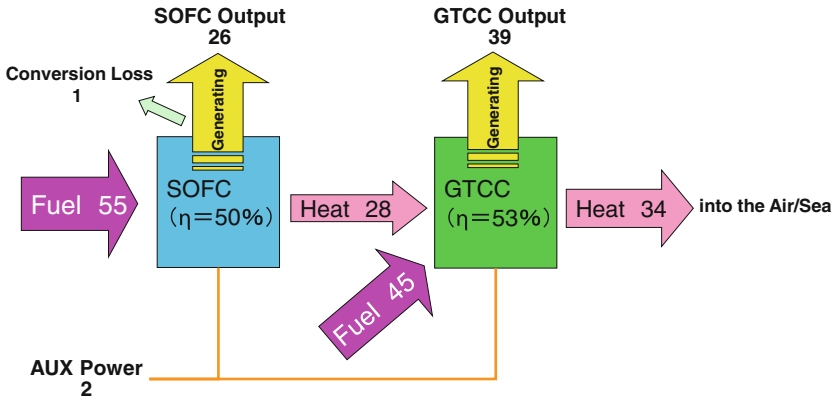 SOFC Output
26
GTCC Output
39
Conversion Loss
1
Generating
Generating
Fuel 55
SOFC
(η=50%)
Heat 28
GTCC
(η=53%)
Heat 34
into the Air/Sea
Fuel 45
AUX Power
2